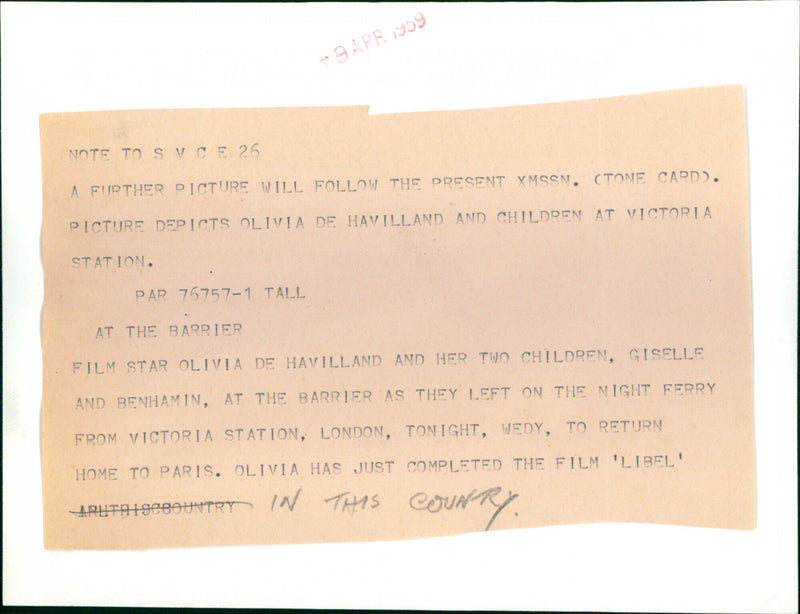 9 APR 1959
NOTE TO S V C E 26
A FURTHER PICTURE WILL FOLLOW THE PRESENT XMSSN. (TONE CARD).
PICTURE DEPICTS OLIVIA DE HAVILLAND AND CHILDREN AT VICTORIA
STATION.
PAR 76757-1 TALL
AT THE BARRIER
FILM STAR OLIVIA DE HAVILLAND AND HER TWO CHILDREN, GISELLE
AND BENHAMIN, AT THE BARRIER AS THEY LEFT ON THE NIGHT FERRY
FROM VICTORIA STATION, LONDON, TONIGHT, WEDY, TO RETURN
HOME TO PARIS. OLIVIA HAS JUST COMPLETED THE FILM 'LIBEL'
IN THIS COUNTRY.